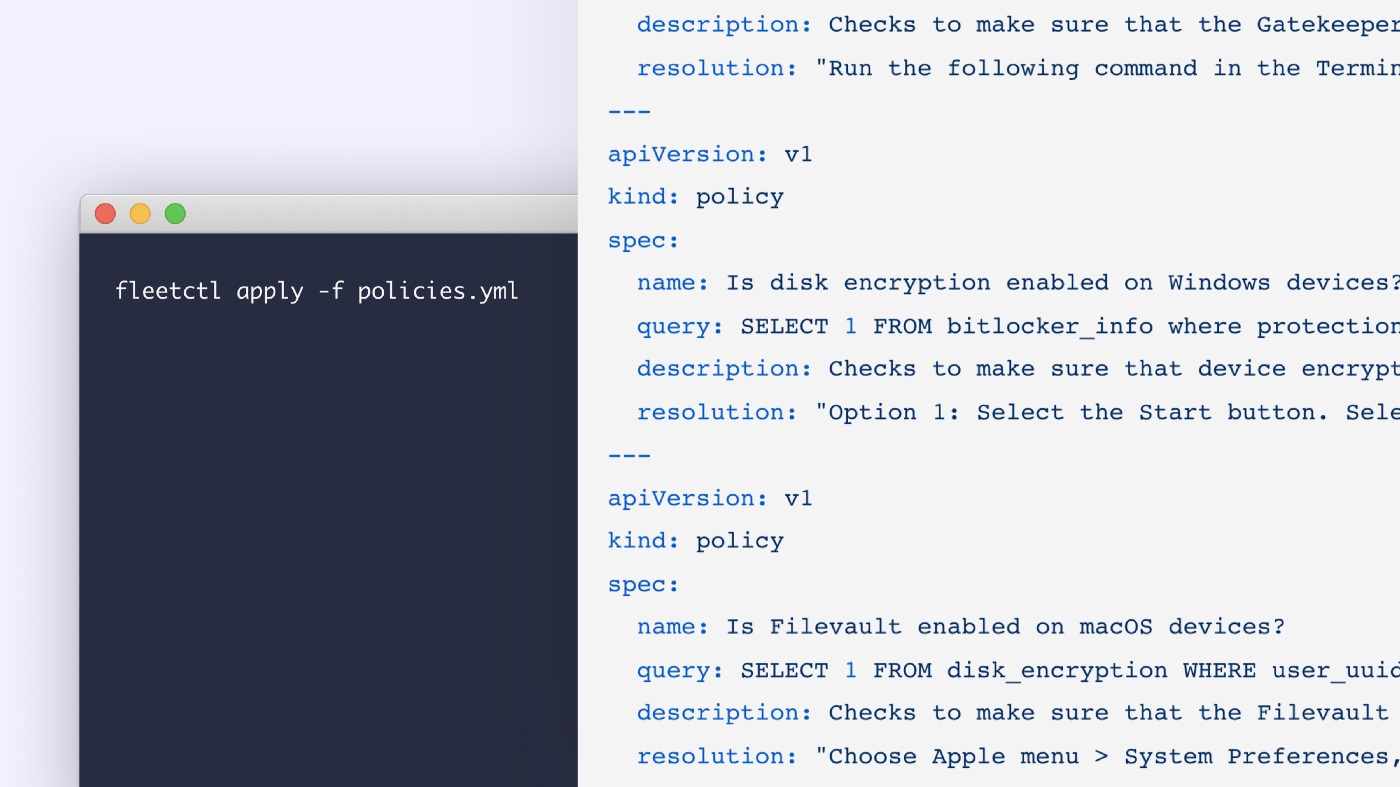 fleetctl apply -f policies.yml
description: Checks to make sure that the Gatekeeper
resolution: "Run the following command in the
---
apiVersion: v1
kind: policy
spec:
name: Is disk encryption enabled on Windows devices?
query: SELECT 1 FROM bitlocker_info where protection
description: Checks to make sure that device
resolution: "Option 1: Select the Start button.
---
apiVersion: v1
kind: policy
spec:
name: Is Filevault enabled on macOS devices?
query: SELECT 1 FROM disk_encryption WHERE user_uuid
description: Checks to make sure that the Filevault
resolution: "Choose Apple menu > System Preferences,